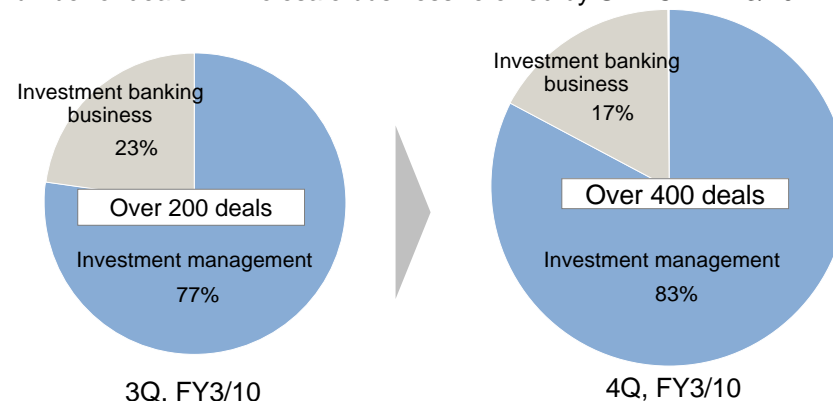 Investment banking
business
23%
Over 200 deals
Investment management
77%
3Q, FY3/10
Investment banking
business
17%
Over 400 deals
Investment management
83%
4Q, FY3/10